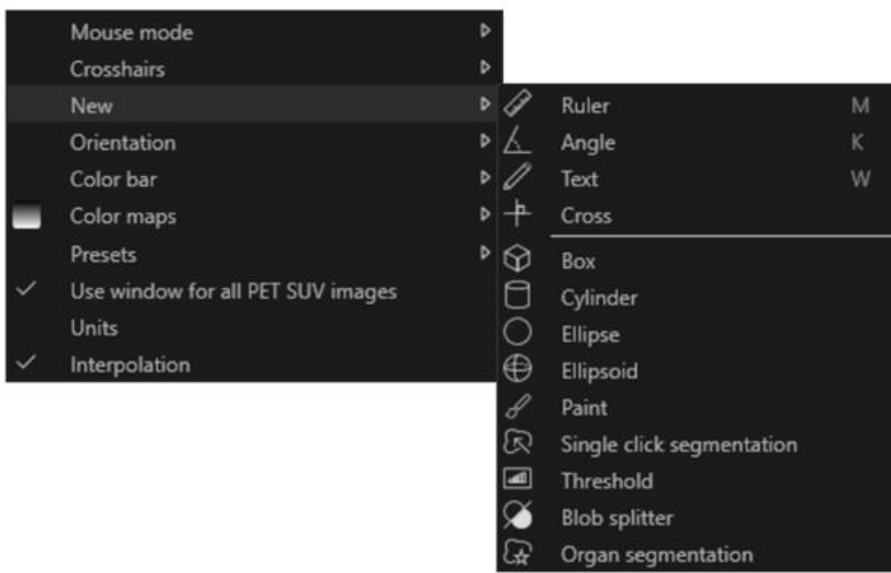 Mouse mode
Crosshairs
New
Orientation
Color bar
Color maps
Presets
Use window for all PET SUV images
Units
Interpolation
Ruler M
Angle K
Text W
Cross
Box
Cylinder
Ellipse
Ellipsoid
Paint
Single click segmentation
Threshold
Blob splitter
Organ segmentation